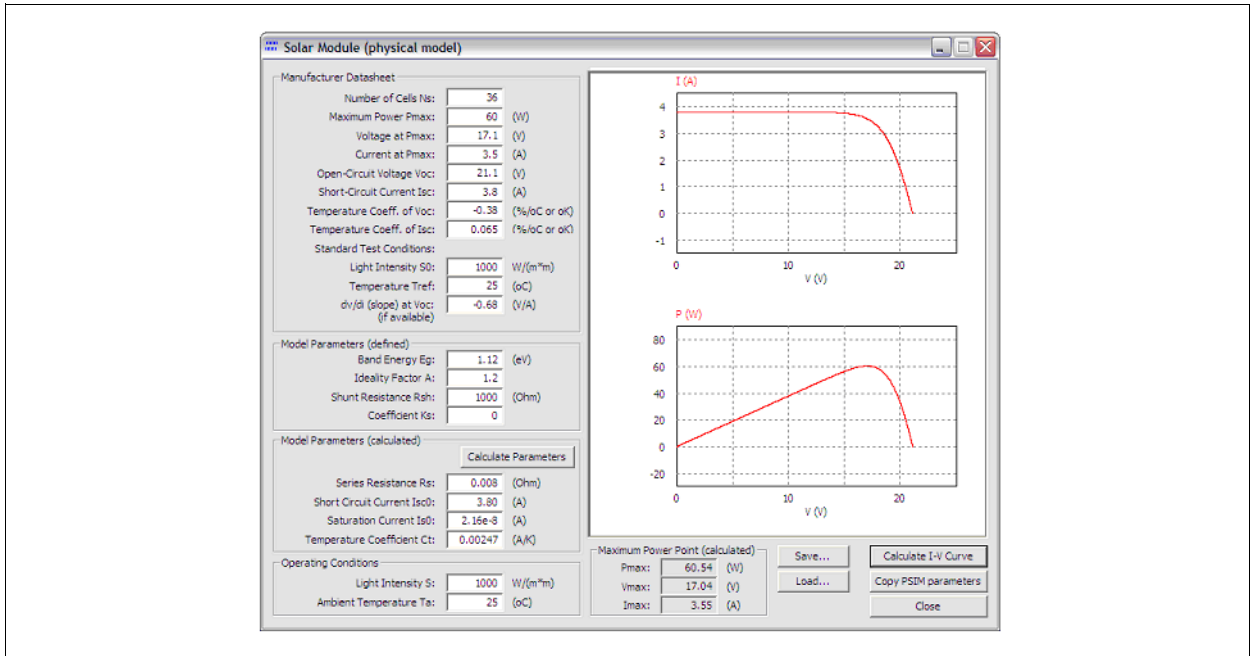 Solar Module (physical model)
Manufacturer Datasheet
Number of Cells Ns: 36
Maximum Power Pmax: 60 (W)
Voltage at Pmax: 17.1 (V)
Current at Pmax: 3.5 (A)
Open-Circuit Voltage Voc: 21.1 (V)
Short-Circuit Current Isc: 3.8 (A)
Temperature Coeff. of Voc: -0.38 (%/oC or oK)
Temperature Coeff. of Isc: 0.065 (%/oC or oK)
Standard Test Conditions:
Light Intensity S0: 1000 W/(m*m)
Temperature Tref: 25 (oC)
dv/di (slope) at Voc: -0.68 (V/A)
(if available)
Model Parameters (defined)
Band Energy Eg: 1.12 (eV)
Ideality Factor A: 1.2
Shunt Resistance Rsh: 1000 (Ohm)
Coefficient Ks: 0
Model Parameters (calculated)
Calculate Parameters
Series Resistance Rs: 0.008 (Ohm)
Short Circuit Current Isc0: 3.80 (A)
Saturation Current Is0: 2.16e-8 (A)
Temperature Coefficient Ct: 0.00247 (A/K)
Operating Conditions
Light Intensity S: 1000 W/(m*m)
Ambient Temperature Ta: 25 (oC)
I (A)
4
3
2
1
0
-1
0 10 20
V (V)
P (W)
80
60
40
20
0
-20
0 10 20
V (V)
Maximum Power Point (calculated)
Pmax: 60.54 (W)
Vmax: 17.04 (V)
Imax: 3.55 (A)
Save...
Load...
Calculate I-V Curve
Copy PSIM parameters
Close